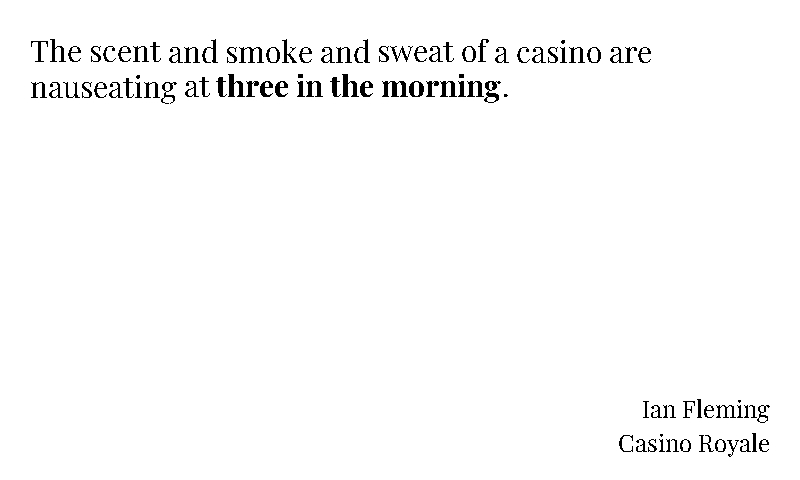 The scent and smoke and sweat of a casino are
nauseating at three in the morning.
Ian Fleming
Casino Royale